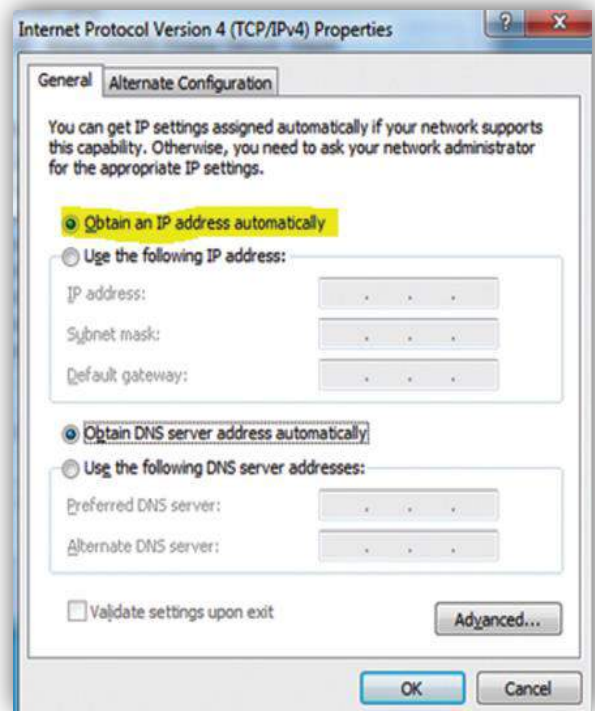 Internet Protocol Version 4 (TCP/IPv4) Properties
General
Alternate Configuration
You can get IP settings assigned automatically if your network supports
this capability. Otherwise, you need to ask your network administrator
for the appropriate IP settings.
Obtain an IP address automatically
Use the following IP address:
IP address:
Subnet mask:
Default gateway:
Obtain DNS server address automatically
Use the following DNS server addresses:
Preferred DNS server:
Alternate DNS server:
Validate settings upon exit
Advanced...
OK
Cancel